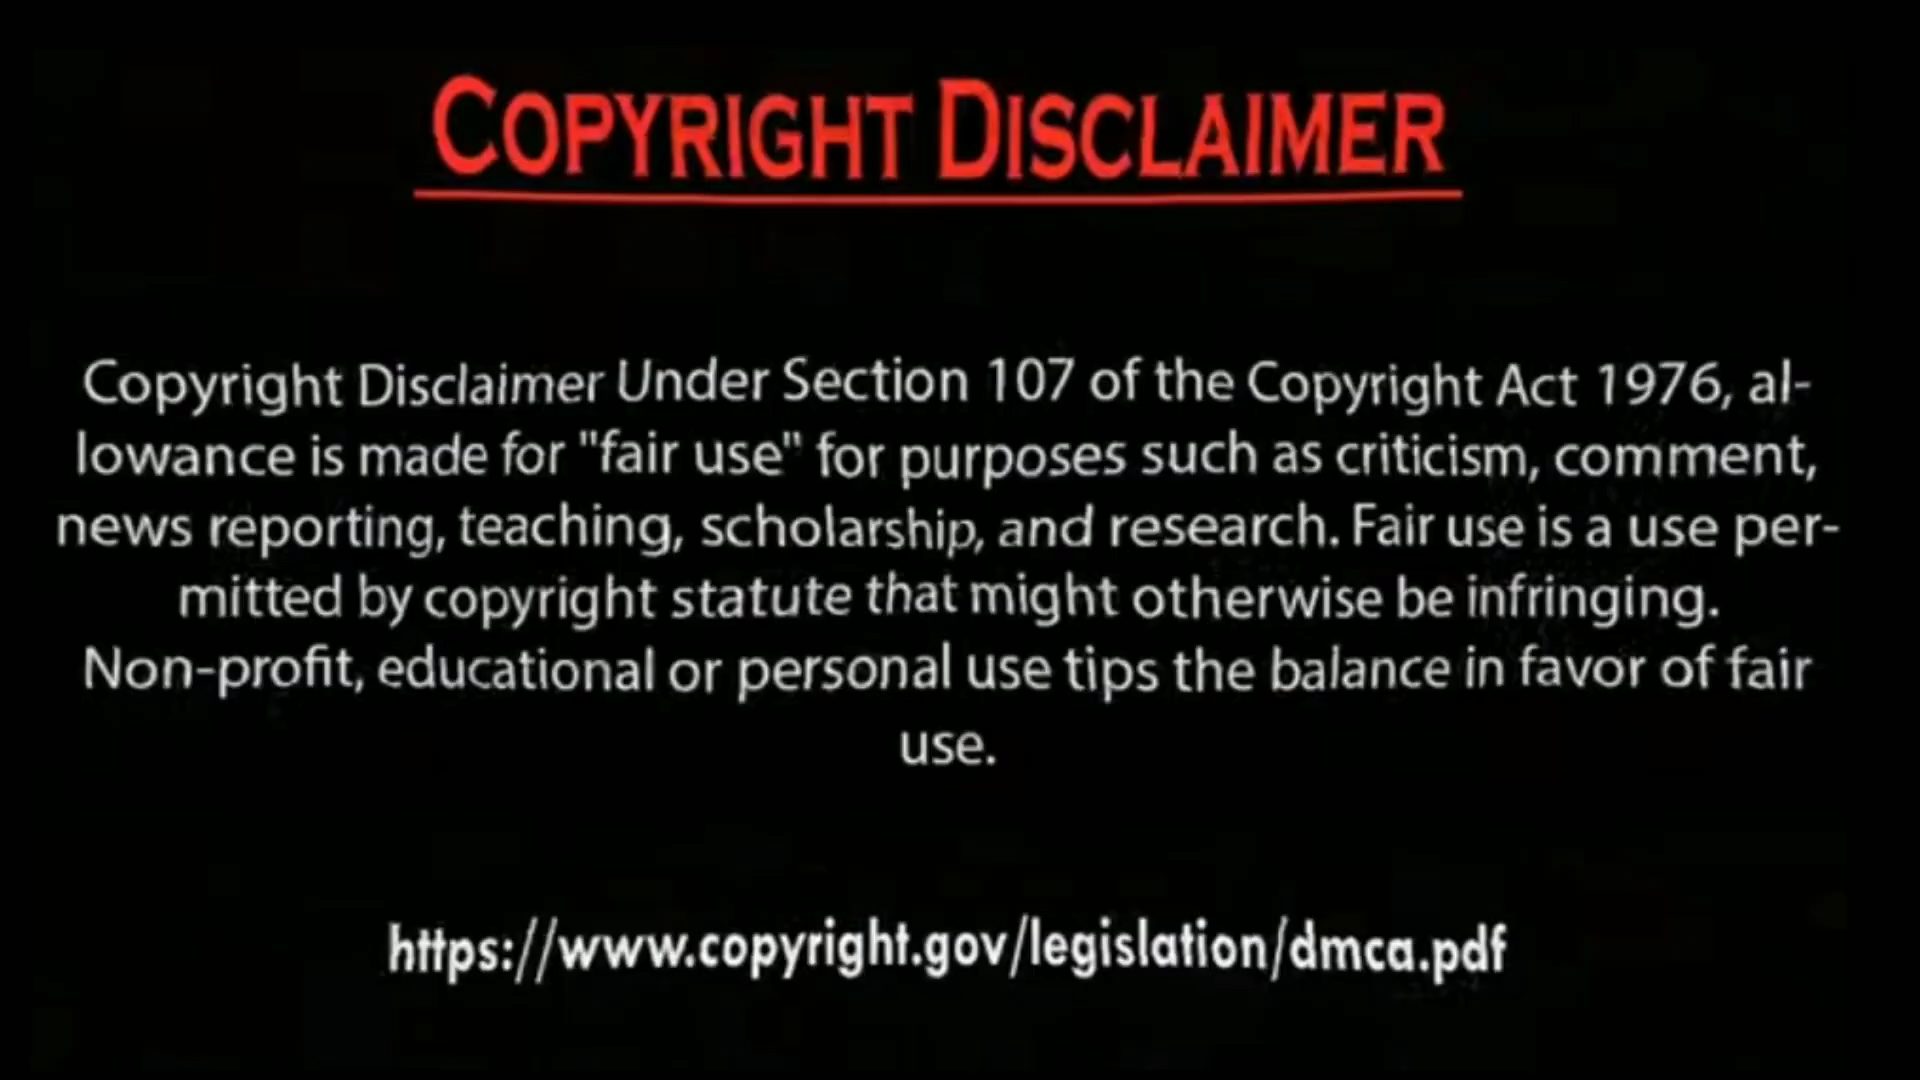 COPYRIGHT DISCLAIMER
Copyright Disclaimer Under Section 107 of the Copyright Act 1976, al-
lowance is made for "fair use" for purposes such as criticism, comment,
news reporting, teaching, scholarship, and research. Fair use is a use per-
mitted by copyright statute that might otherwise be infringing.
Non-profit, educational or personal use tips the balance in favor of fair
use.
https://www.copyright.gov/legislation/dmca.pdf